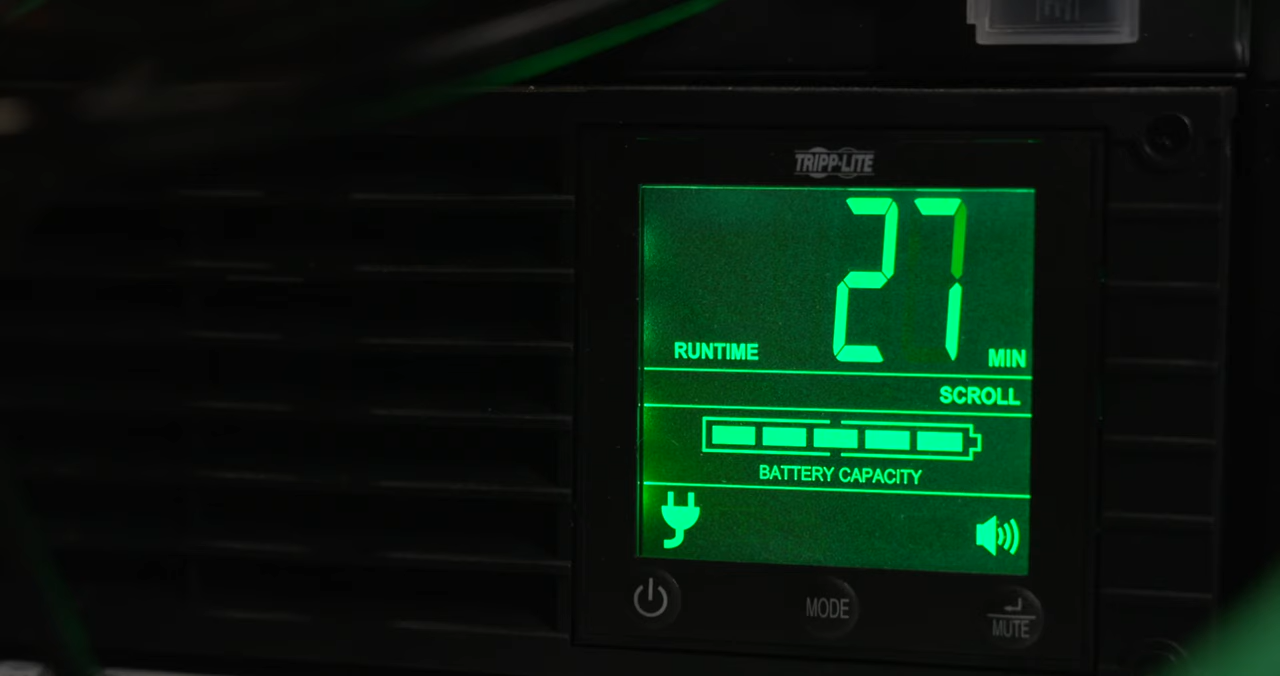 TRIPP·LITE
27
RUNTIME MIN
SCROLL
BATTERY CAPACITY
MODE
MUTE